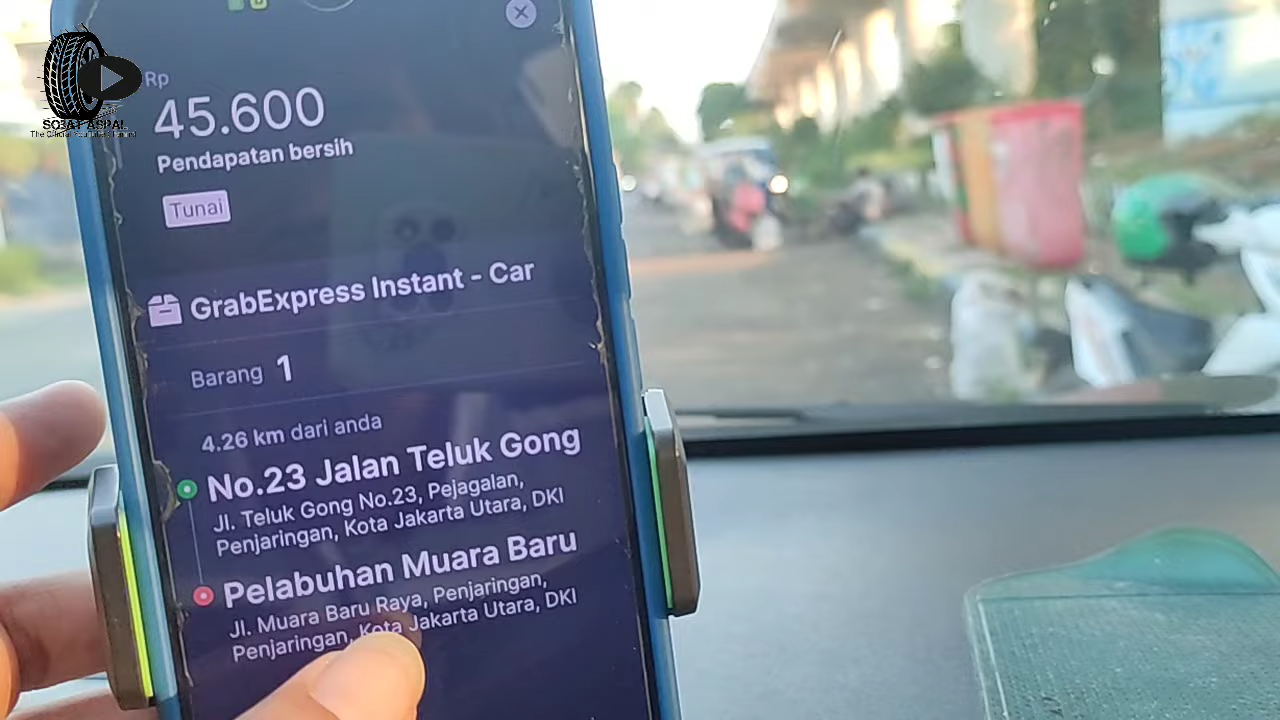 SOBAT ASPAL
Rp
45.600
Pendapatan bersih
Tunai
GrabExpress Instant - Car
Barang 1
4.26 km dari anda
No.23 Jalan Teluk Gong
Jl. Teluk Gong No.23, Pejagalan,
Penjaringan, Kota Jakarta Utara, DKI
Pelabuhan Muara Baru
Jl. Muara Baru Raya, Penjaringan,
Penjaringan, Kota Jakarta Utara, DKI